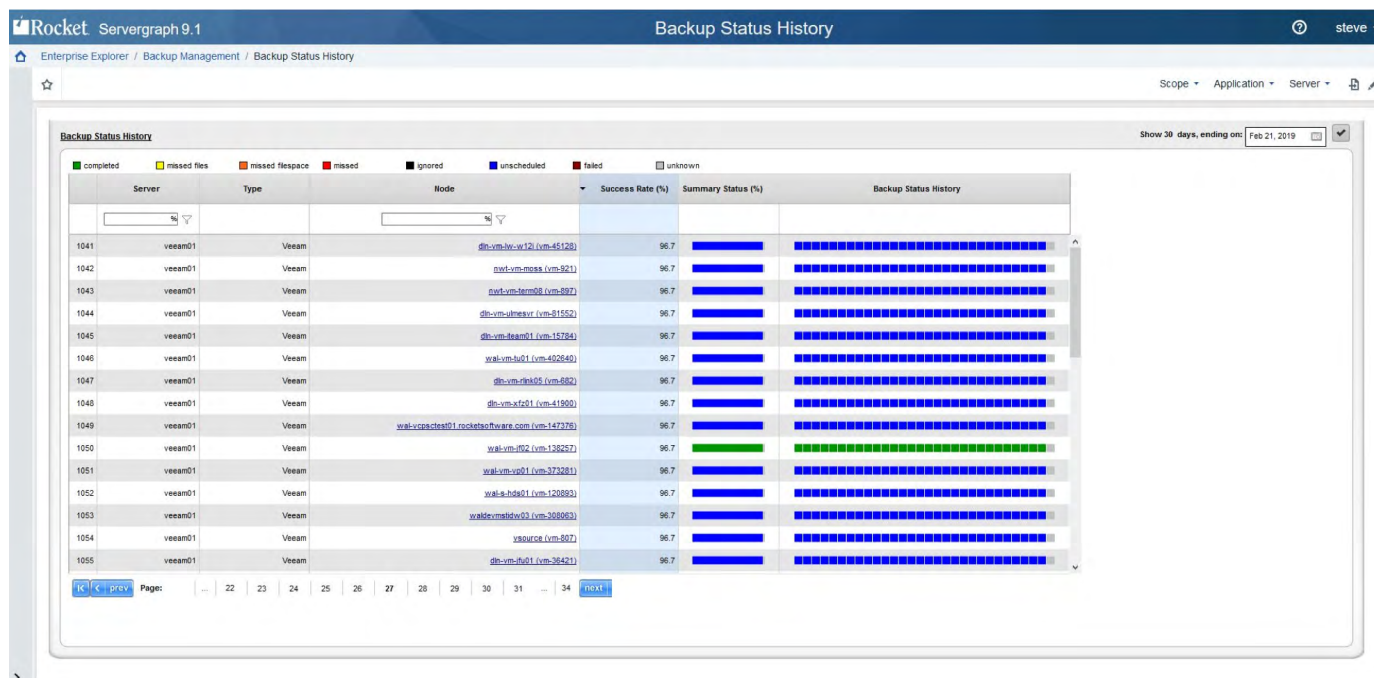 Rocket. Servergraph 9.1 Backup Status History steve
Enterprise Explorer / Backup Management / Backup Status History
Scope Application Server
Backup Status History Show 30 days, ending on: Feb 21, 2019
completed missed files missed filespace missed ignored unscheduled failed unknown
Server Type Node Success Rate (%) Summary Status (%) Backup Status History
% %
1041 veeam01 Veeam dln-vm-lw-w12i (vm-45128) 96.7
1042 veeam01 Veeam nwt-vm-moss (vm-921) 96.7
1043 veeam01 Veeam nwt-vm-term08 (vm-897) 96.7
1044 veeam01 Veeam dln-vm-ulmesvr (vm-81552) 96.7
1045 veeam01 Veeam dln-vm-iteam01 (vm-15784) 96.7
1046 veeam01 Veeam wal-vm-tu01 (vm-402640) 96.7
1047 veeam01 Veeam dln-vm-rlink05 (vm-682) 96.7
1048 veeam01 Veeam dln-vm-xfz01 (vm-41900) 96.7
1049 veeam01 Veeam wal-vcpsctest01.rocketsoftware.com (vm-147376) 96.7
1050 veeam01 Veeam wal-vm-jf02 (vm-138257) 96.7
1051 veeam01 Veeam wal-vm-vp01 (vm-373281) 96.7
1052 veeam01 Veeam wal-s-hds01 (vm-120893) 96.7
1053 veeam01 Veeam waldevmstidw03 (vm-308063) 96.7
1054 veeam01 Veeam vsource (vm-807) 96.7
1055 veeam01 Veeam dln-vm-jfu01 (vm-36421) 96.7
prev Page: ... 22 23 24 25 26 27 28 29 30 31 ... 34 next